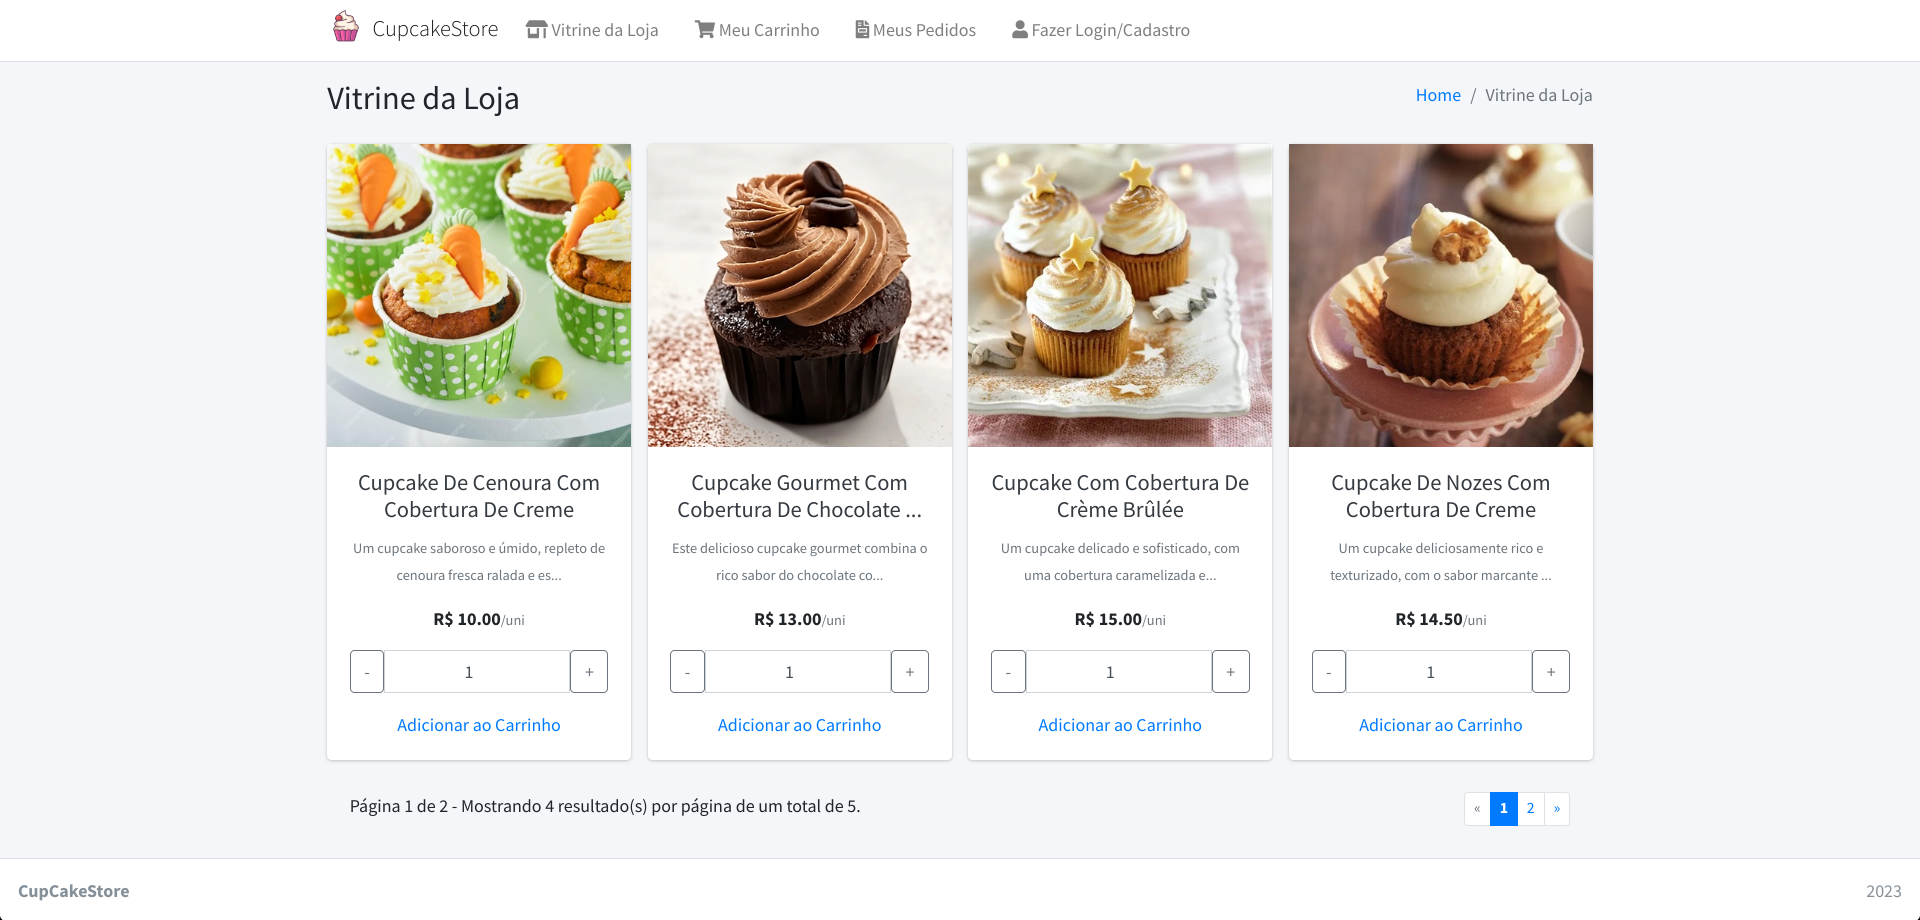 CupcakeStore Vitrine da Loja Meu Carrinho Meus Pedidos Fazer Login/Cadastro
Vitrine da Loja
Home / Vitrine da Loja
Cupcake De Cenoura Com
Cobertura De Creme
Um cupcake saboroso e úmido, repleto de
cenoura fresca ralada e es...
R$ 10.00/uni
- 1 +
Adicionar ao Carrinho
Cupcake Gourmet Com
Cobertura De Chocolate ...
Este delicioso cupcake gourmet combina o
rico sabor do chocolate co...
R$ 13.00/uni
- 1 +
Adicionar ao Carrinho
Cupcake Com Cobertura De
Crème Brûlée
Um cupcake delicado e sofisticado, com
uma cobertura caramelizada e...
R$ 15.00/uni
- 1 +
Adicionar ao Carrinho
Cupcake De Nozes Com
Cobertura De Creme
Um cupcake deliciosamente rico e
texturizado, com o sabor marcante ...
R$ 14.50/uni
- 1 +
Adicionar ao Carrinho
Página 1 de 2 - Mostrando 4 resultado(s) por página de um total de 5.
« 1 2 »
CupCakeStore
2023